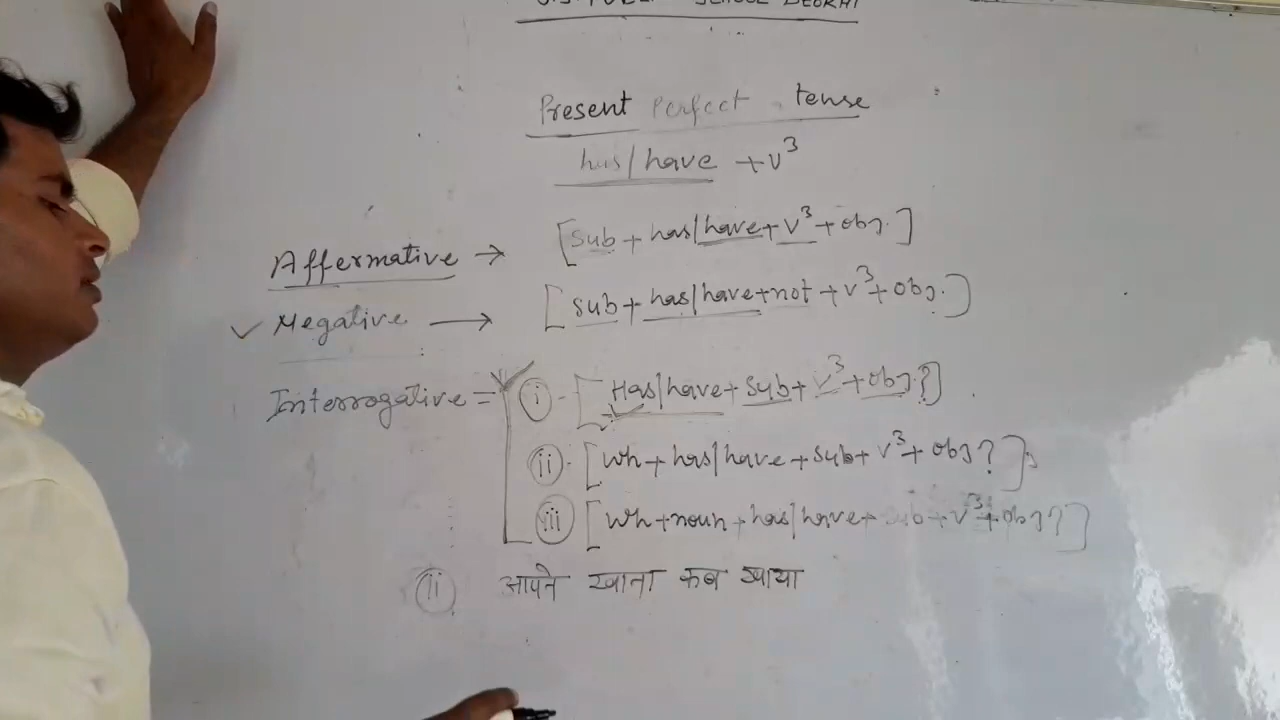 SCHOOL DEORHI
Present perfect tense
has/have + v³
Affermative → [Sub + has/have + v³ + obj.]
✓ Negative → [Sub + has/have + not + v³ + obj.]
Interrogative = (i) - [Has/have + Sub + v³ + obj.?]
(ii) - [Wh + has/have + Sub + v³ + obj?]
(iii) [Wh + noun + has/have + sub + v³ + obj?]
(ii) आपने खाना कब खाया